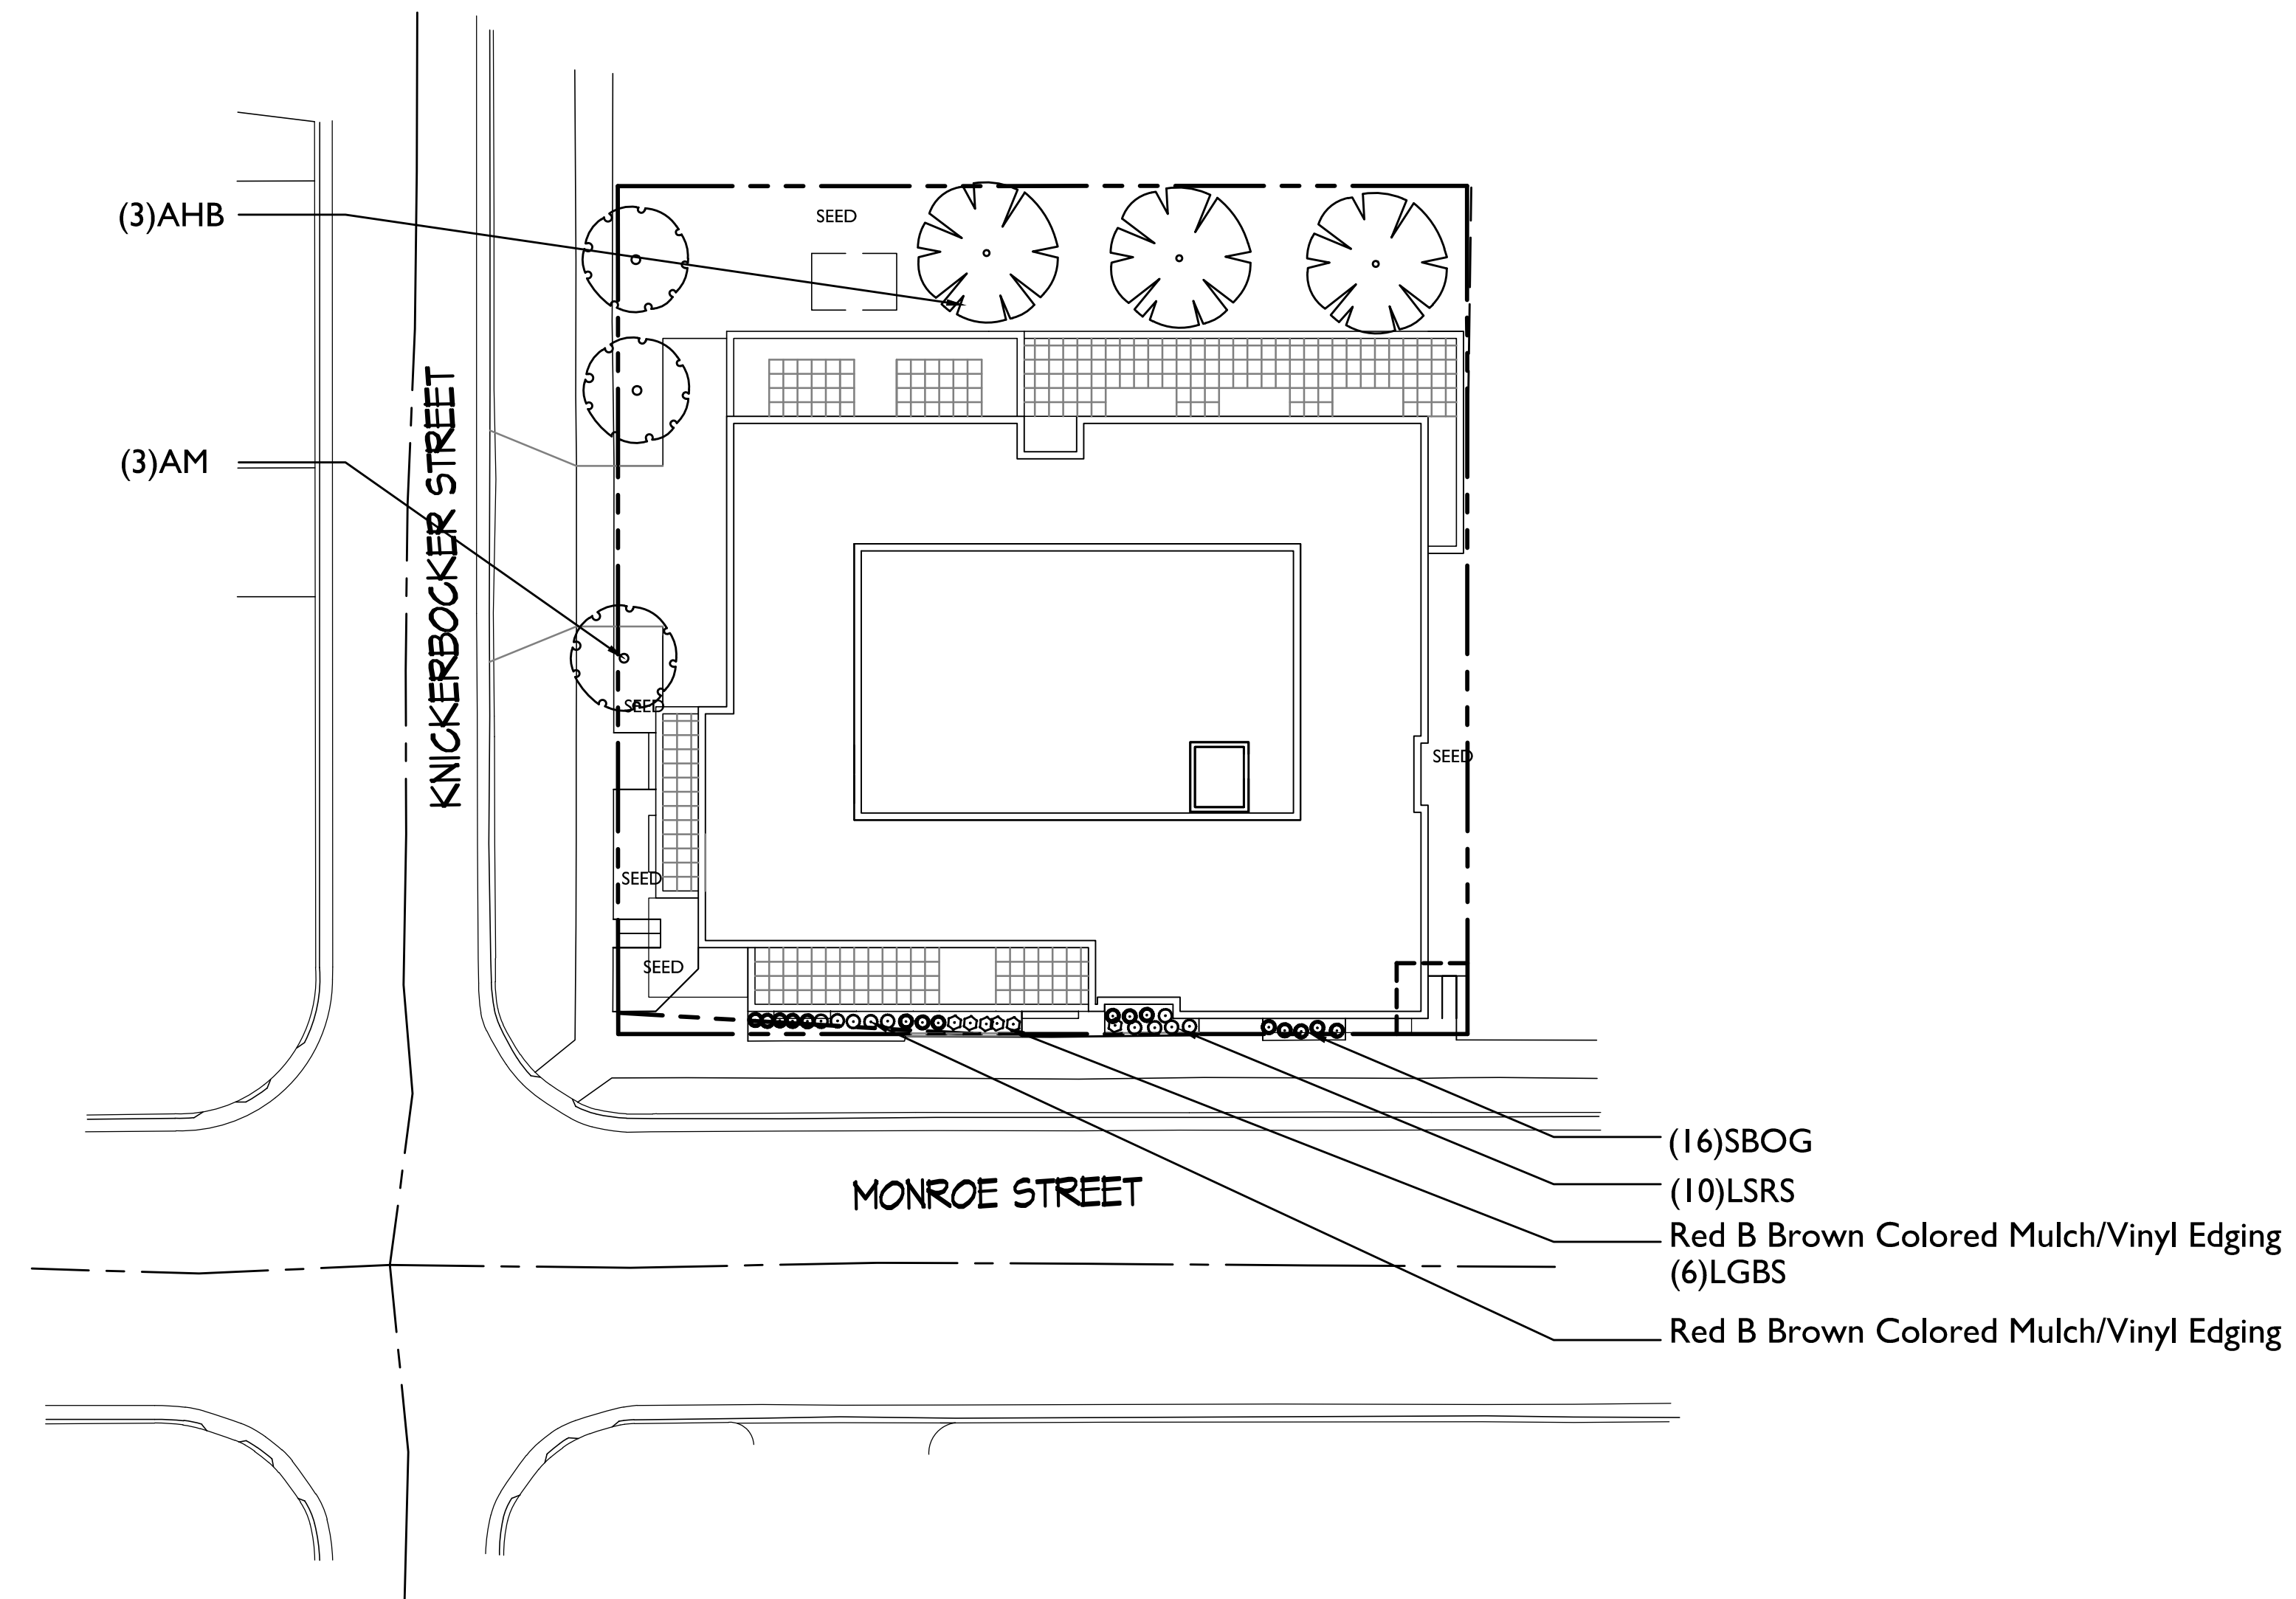 (3)AHB
SEED
(3)AM
KNICKERBOCKER STREET
SEED
SEED
SEED
SEED
MONROE STREET
(16)SBOG
(10)LSRS
Red B Brown Colored Mulch/Vinyl Edging
(6)LGBS
Red B Brown Colored Mulch/Vinyl Edging